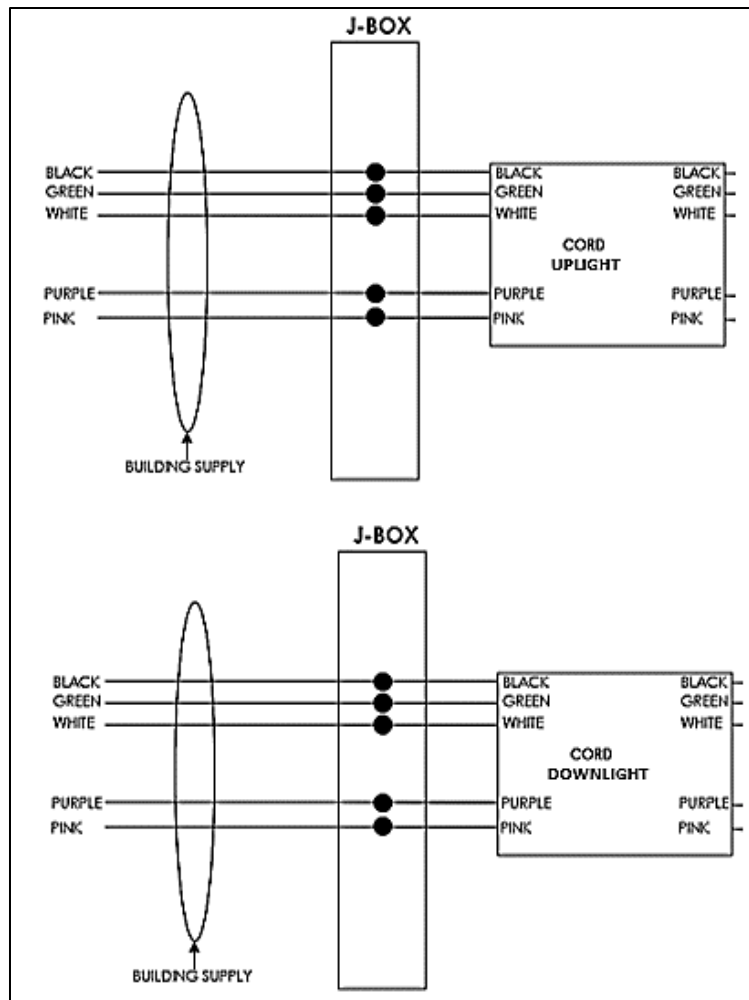 J-BOX
BLACK BLACK BLACK
GREEN GREEN GREEN
WHITE WHITE WHITE
CORD
UPLIGHT
PURPLE PURPLE PURPLE
PINK PINK PINK
BUILDING SUPPLY
J-BOX
BLACK BLACK BLACK
GREEN GREEN GREEN
WHITE WHITE WHITE
CORD
DOWNLIGHT
PURPLE PURPLE PURPLE
PINK PINK PINK
BUILDING SUPPLY